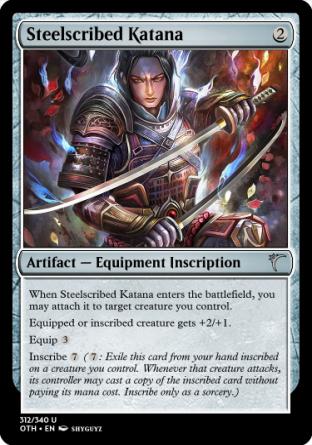 Steelscribed Katana 2
Artifact — Equipment Inscription
When Steelscribed Katana enters the battlefield, you
may attach it to target creature you control.
Equipped or inscribed creature gets +2/+1.
Equip 3
Inscribe 7 ( 7 : Exile this card from your hand inscribed
on a creature you control. Whenever that creature attacks,
its controller may cast a copy of the inscribed card without
paying its mana cost. Inscribe only as a sorcery.)
312/340 U
OTH • EN SHYGUYZ